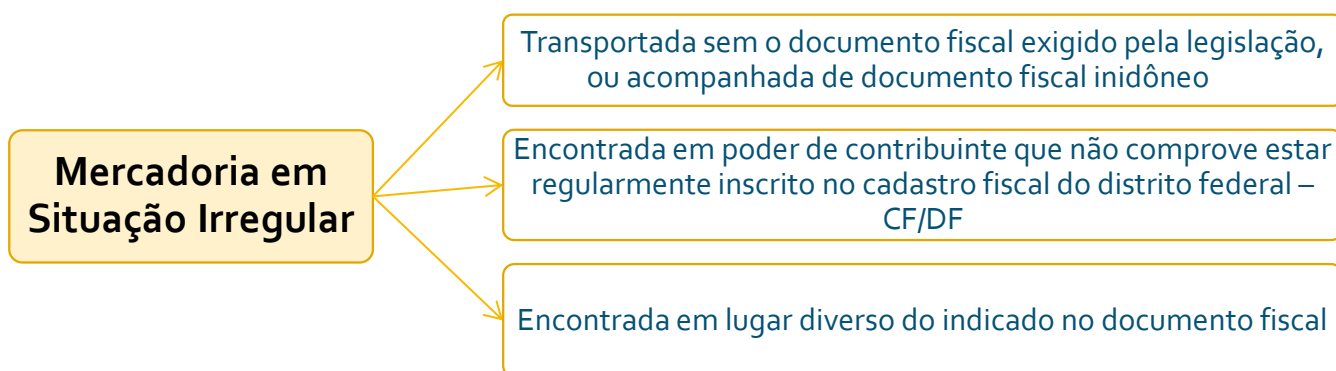 Mercadoria em
Situação Irregular
Transportada sem o documento fiscal exigido pela legislação,
ou acompanhada de documento fiscal inidôneo
Encontrada em poder de contribuinte que não comprove estar
regularmente inscrito no cadastro fiscal do distrito federal –
CF/DF
Encontrada em lugar diverso do indicado no documento fiscal